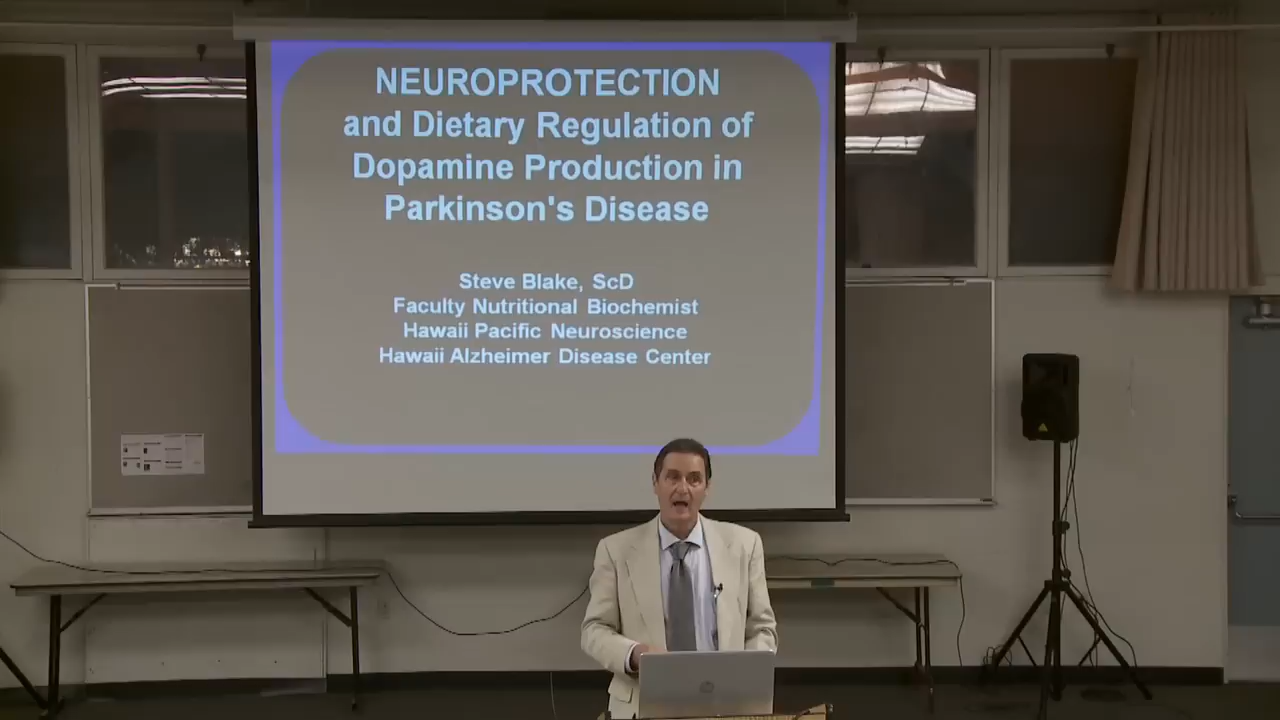 NEUROPROTECTION
and Dietary Regulation of
Dopamine Production in
Parkinson's Disease
Steve Blake, ScD
Faculty Nutritional Biochemist
Hawaii Pacific Neuroscience
Hawaii Alzheimer Disease Center